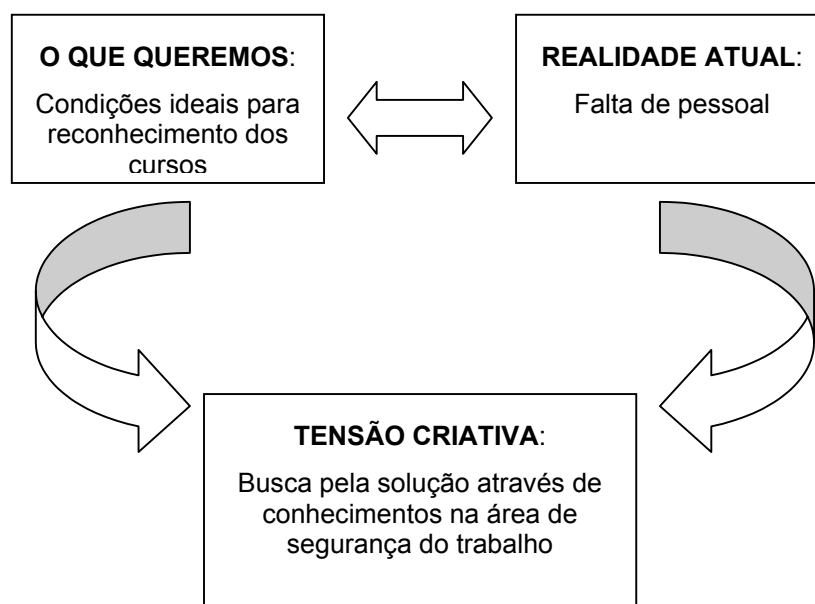 O QUE QUEREMOS:
Condições ideais para
reconhecimento dos
cursos
REALIDADE ATUAL:
Falta de pessoal
TENSÃO CRIATIVA:
Busca pela solução através de
conhecimentos na área de
segurança do trabalho